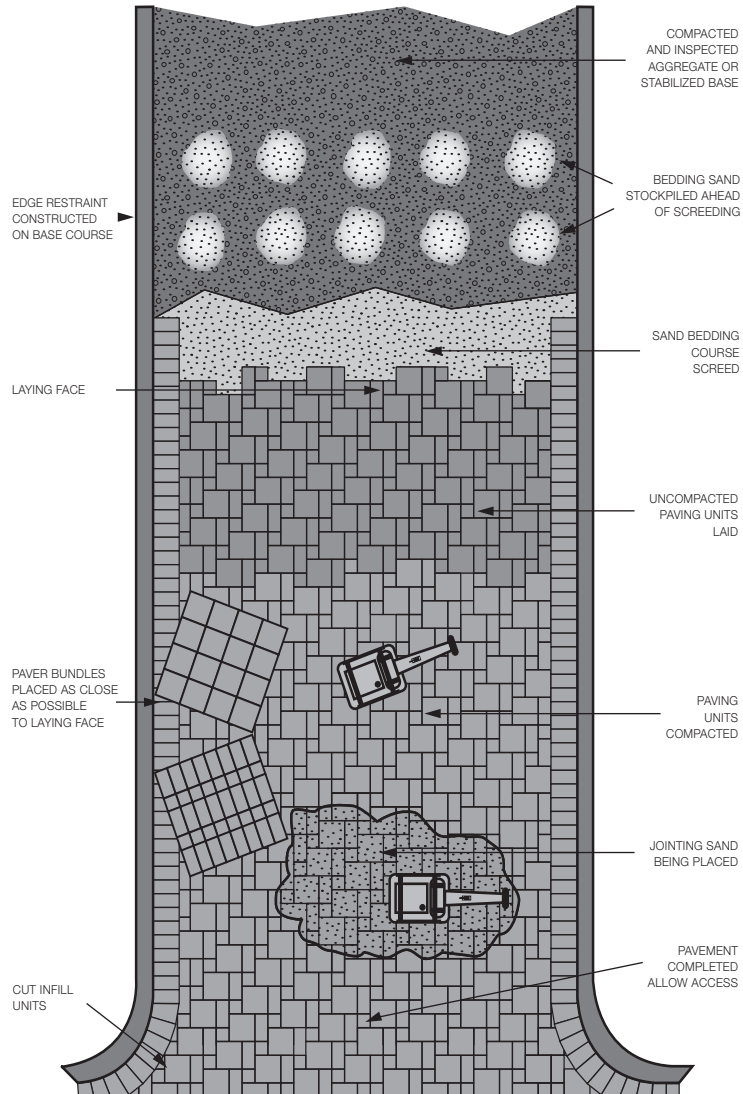 COMPACTED
AND INSPECTED
AGGREGATE OR
STABILIZED BASE
BEDDING SAND
STOCKPILED AHEAD
OF SCREEDING
EDGE RESTRAINT
CONSTRUCTED
ON BASE COURSE
SAND BEDDING
COURSE
SCREED
LAYING FACE
UNCOMPACTED
PAVING UNITS
LAID
PAVER BUNDLES
PLACED AS CLOSE
AS POSSIBLE
TO LAYING FACE
PAVING
UNITS
COMPACTED
JOINTING SAND
BEING PLACED
PAVEMENT
COMPLETED
ALLOW ACCESS
CUT INFILL
UNITS